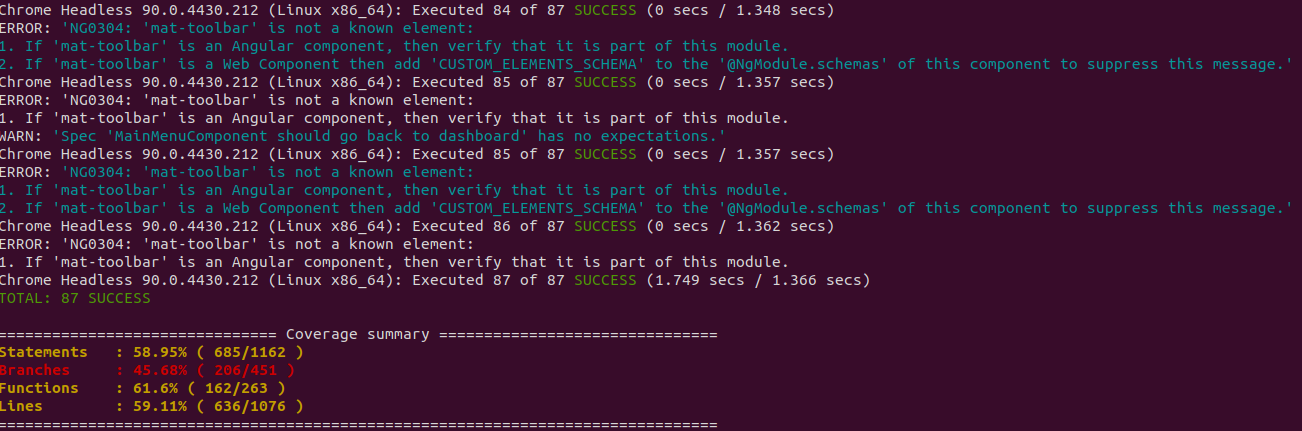 Chrome Headless 90.0.4430.212 (Linux x86_64): Executed 84 of 87 SUCCESS (0 secs / 1.348 secs)
ERROR: 'NG0304: 'mat-toolbar' is not a known element:
1. If 'mat-toolbar' is an Angular component, then verify that it is part of this module.
2. If 'mat-toolbar' is a Web Component then add 'CUSTOM_ELEMENTS_SCHEMA' to the '@NgModule.schemas' of this component to suppress this message.'
Chrome Headless 90.0.4430.212 (Linux x86_64): Executed 85 of 87 SUCCESS (0 secs / 1.357 secs)
ERROR: 'NG0304: 'mat-toolbar' is not a known element:
1. If 'mat-toolbar' is an Angular component, then verify that it is part of this module.
WARN: 'Spec 'MainMenuComponent should go back to dashboard' has no expectations.'
Chrome Headless 90.0.4430.212 (Linux x86_64): Executed 85 of 87 SUCCESS (0 secs / 1.357 secs)
ERROR: 'NG0304: 'mat-toolbar' is not a known element:
1. If 'mat-toolbar' is an Angular component, then verify that it is part of this module.
2. If 'mat-toolbar' is a Web Component then add 'CUSTOM_ELEMENTS_SCHEMA' to the '@NgModule.schemas' of this component to suppress this message.'
Chrome Headless 90.0.4430.212 (Linux x86_64): Executed 86 of 87 SUCCESS (0 secs / 1.362 secs)
ERROR: 'NG0304: 'mat-toolbar' is not a known element:
1. If 'mat-toolbar' is an Angular component, then verify that it is part of this module.
Chrome Headless 90.0.4430.212 (Linux x86_64): Executed 87 of 87 SUCCESS (1.749 secs / 1.366 secs)
TOTAL: 87 SUCCESS
=============================== Coverage summary ===============================
Statements   : 58.95% ( 685/1162 )
Branches     : 45.68% ( 206/451 )
Functions    : 61.6% ( 162/263 )
Lines        : 59.11% ( 636/1076 )
================================================================================